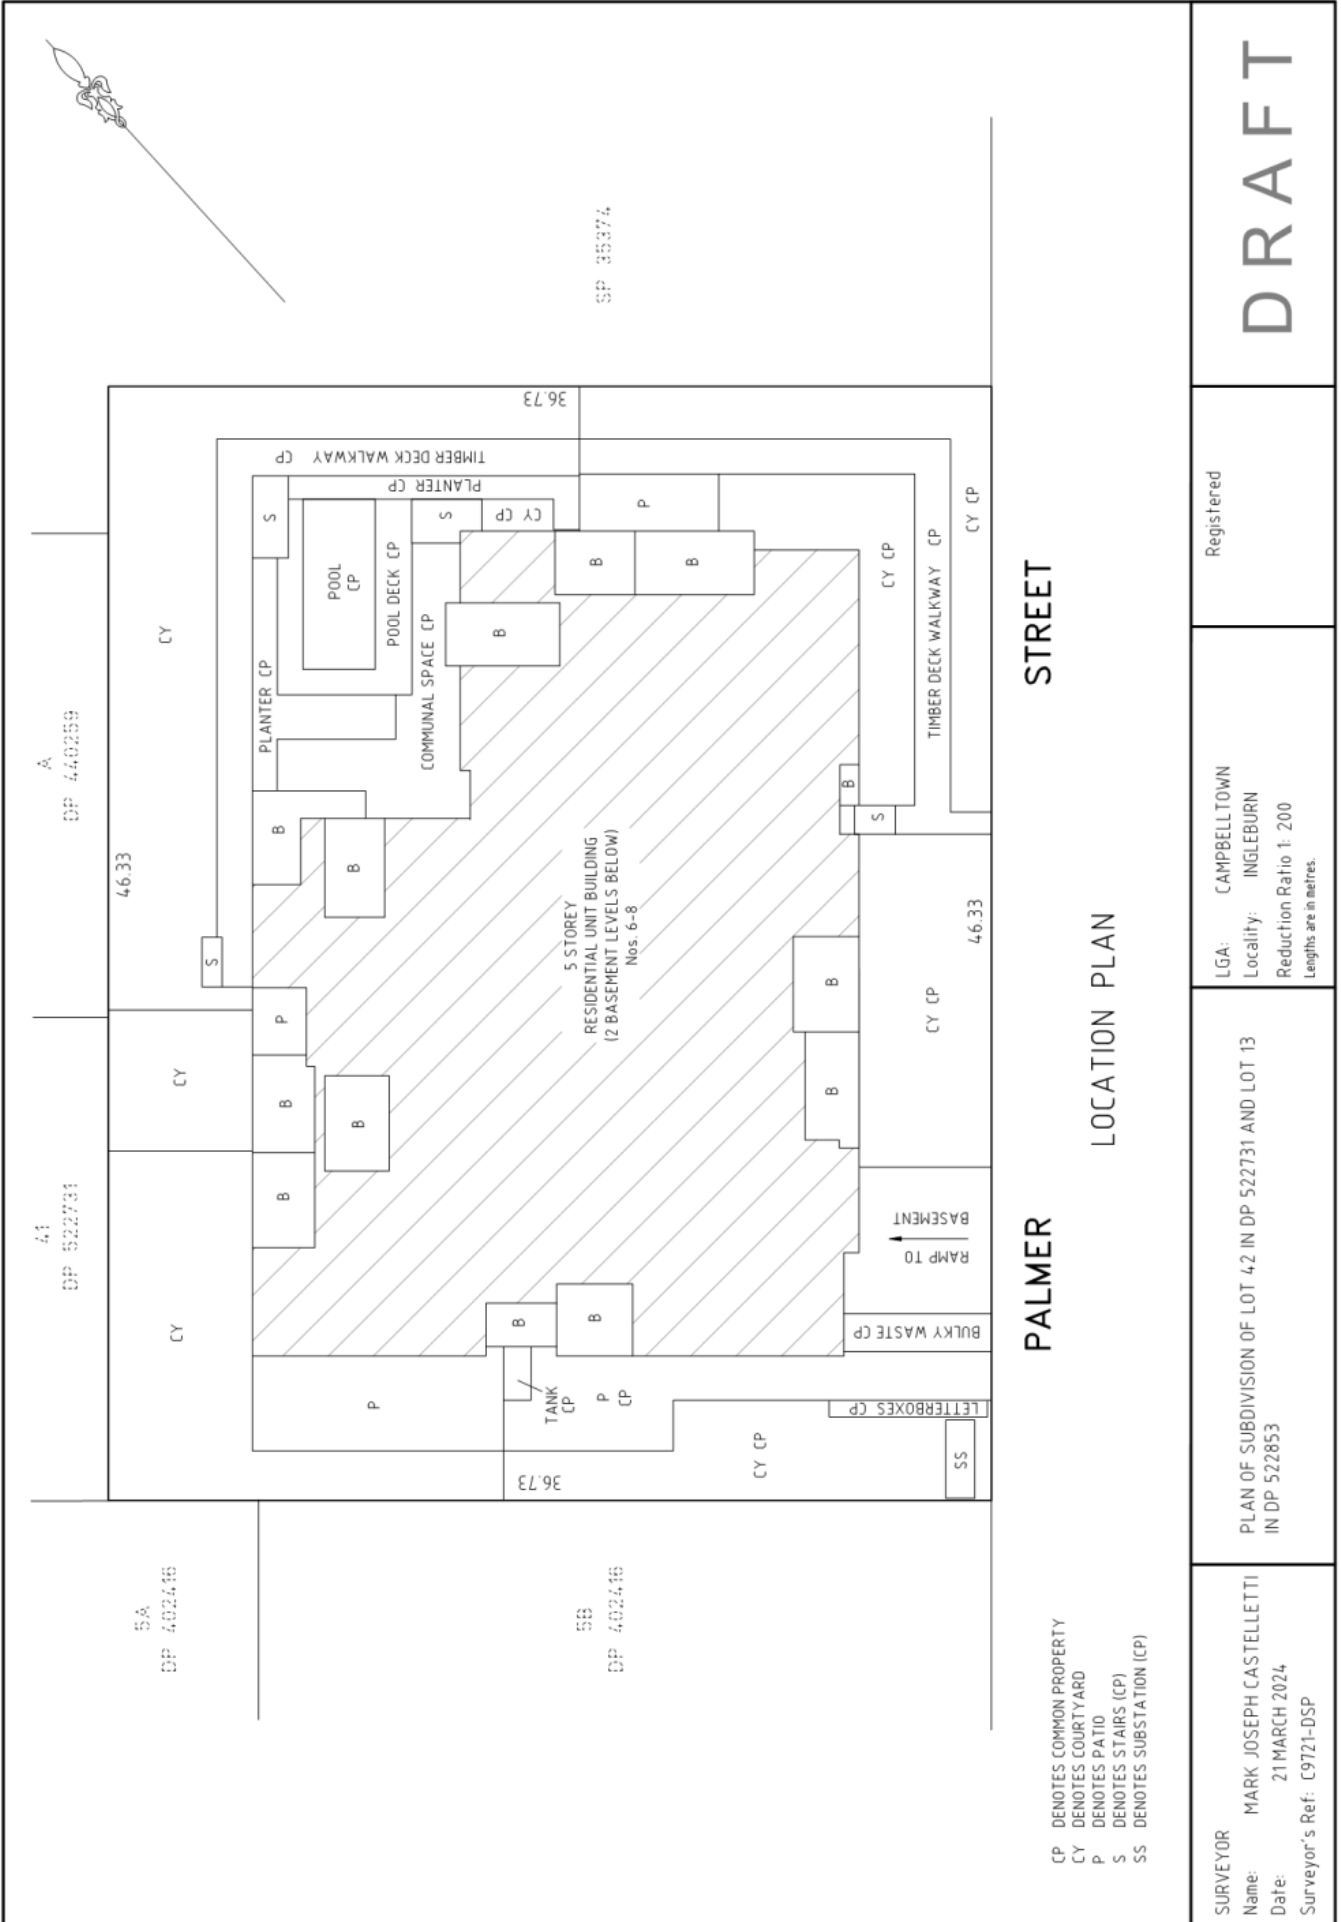 A
DP 440259
41
DP 522731
5A
DP 402416
5B
DP 402416
SP 35374
46.33
36.73
36.73
46.33
CY
CY
CY
TIMBER DECK WALKWAY CP
PLANTER CP
PLANTER CP
S
POOL
CP
POOL DECK CP
S
CY CP
COMMUNAL SPACE CP
P
B
B
B
B
B
S
P
B
B
B
5 STOREY
RESIDENTIAL UNIT BUILDING
(2 BASEMENT LEVELS BELOW)
Nos. 6-8
CY CP
TIMBER DECK WALKWAY CP
CY CP
B
S
B
B
CY CP
RAMP TO
BASEMENT
BULKY WASTE CP
B
B
P
TANK
CP
P
CP
CY CP
LETTERBOXES CP
SS
PALMER STREET
LOCATION PLAN
CP DENOTES COMMON PROPERTY
CY DENOTES COURTYARD
P DENOTES PATIO
S DENOTES STAIRS (CP)
SS DENOTES SUBSTATION (CP)
SURVEYOR
Name: MARK JOSEPH CASTELLETTI
Date: 21 MARCH 2024
Surveyor's Ref: C9721-DSP
PLAN OF SUBDIVISION OF LOT 42 IN DP 522731 AND LOT 13
IN DP 522853
LGA: CAMPBELLTOWN
Locality: INGLEBURN
Reduction Ratio 1: 200
Lengths are in metres.
Registered
DRAFT